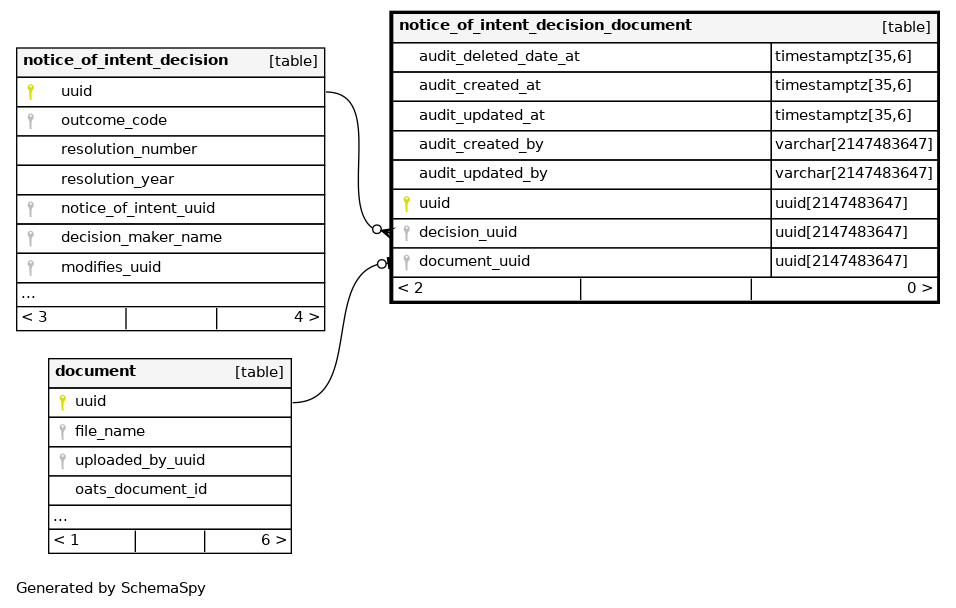 notice_of_intent_decision [table]
uuid
outcome_code
resolution_number
resolution_year
notice_of_intent_uuid
decision_maker_name
modifies_uuid
...
< 3 4 >
notice_of_intent_decision_document [table]
audit_deleted_date_at timestamptz[35,6]
audit_created_at timestamptz[35,6]
audit_updated_at timestamptz[35,6]
audit_created_by varchar[2147483647]
audit_updated_by varchar[2147483647]
uuid uuid[2147483647]
decision_uuid uuid[2147483647]
document_uuid uuid[2147483647]
< 2 0 >
document [table]
uuid
file_name
uploaded_by_uuid
oats_document_id
...
< 1 6 >
Generated by SchemaSpy